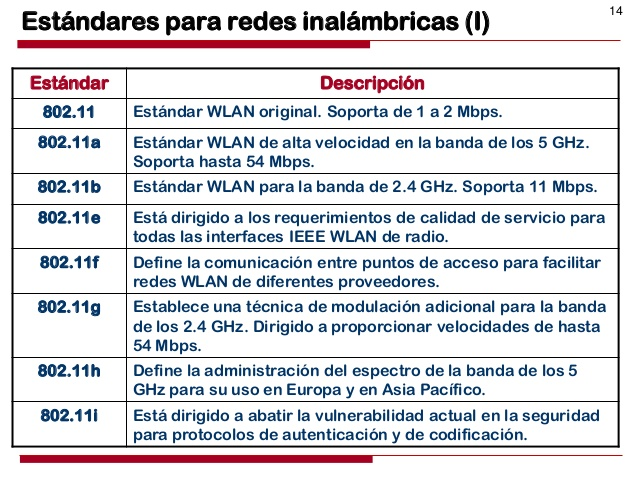 14
Estándares para redes inalámbricas (I)
Estándar Descripción
802.11 Estándar WLAN original. Soporta de 1 a 2 Mbps.
802.11a Estándar WLAN de alta velocidad en la banda de los 5 GHz.
Soporta hasta 54 Mbps.
802.11b Estándar WLAN para la banda de 2.4 GHz. Soporta 11 Mbps.
802.11e Está dirigido a los requerimientos de calidad de servicio para
todas las interfaces IEEE WLAN de radio.
802.11f Define la comunicación entre puntos de acceso para facilitar
redes WLAN de diferentes proveedores.
802.11g Establece una técnica de modulación adicional para la banda
de los 2.4 GHz. Dirigido a proporcionar velocidades de hasta
54 Mbps.
802.11h Define la administración del espectro de la banda de los 5
GHz para su uso en Europa y en Asia Pacífico.
802.11i Está dirigido a abatir la vulnerabilidad actual en la seguridad
para protocolos de autenticación y de codificación.